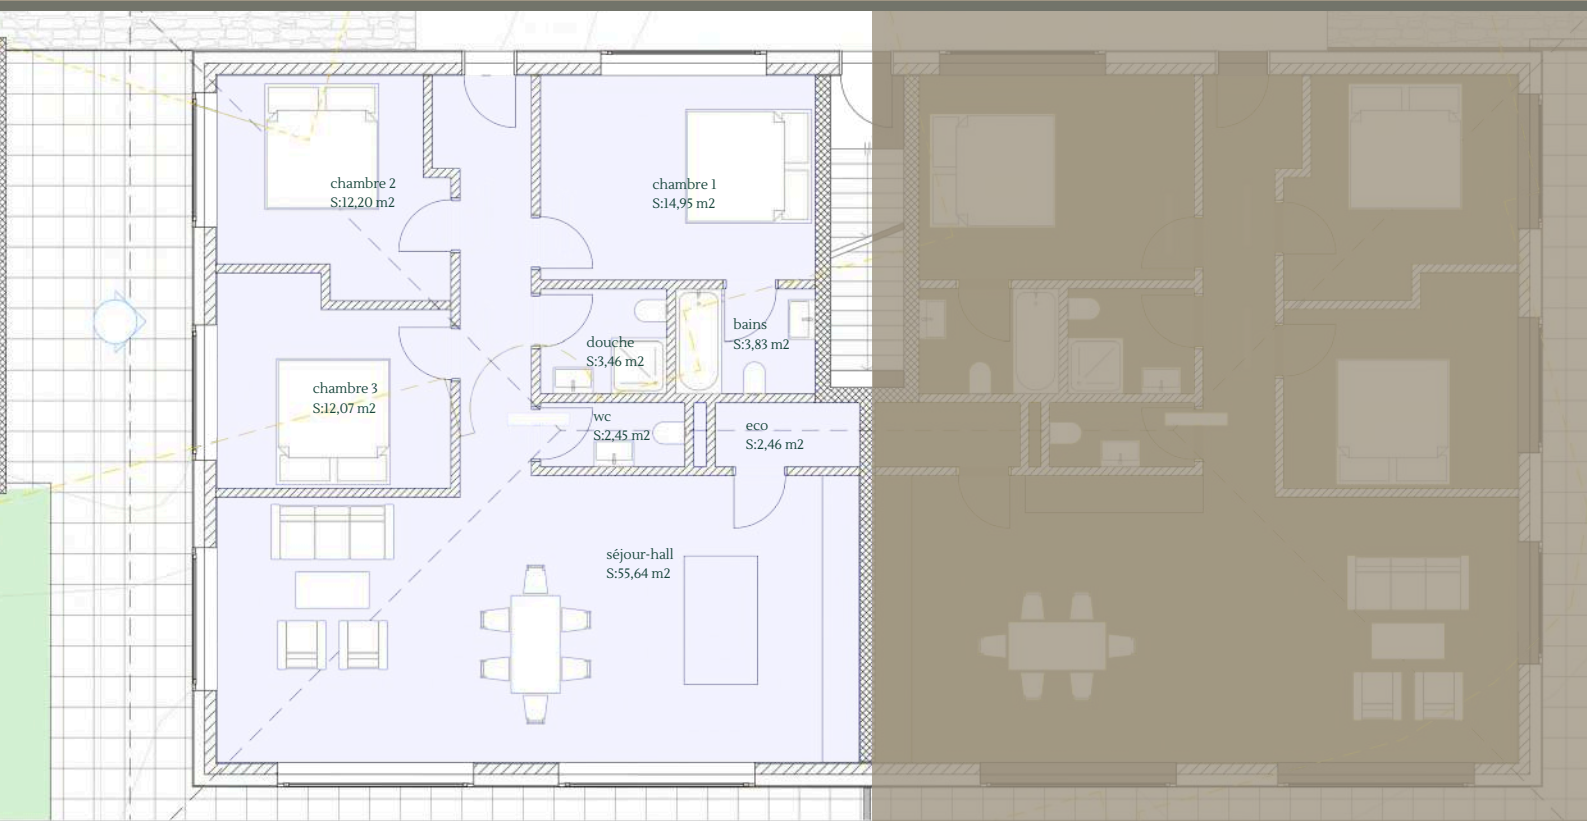 chambre 2
S:12,20 m2
chambre 1
S:14,95 m2
bains
S:3,83 m2
douche
S:3,46 m2
chambre 3
S:12,07 m2
wc
S:2,45 m2
eco
S:2,46 m2
séjour-hall
S:55,64 m2